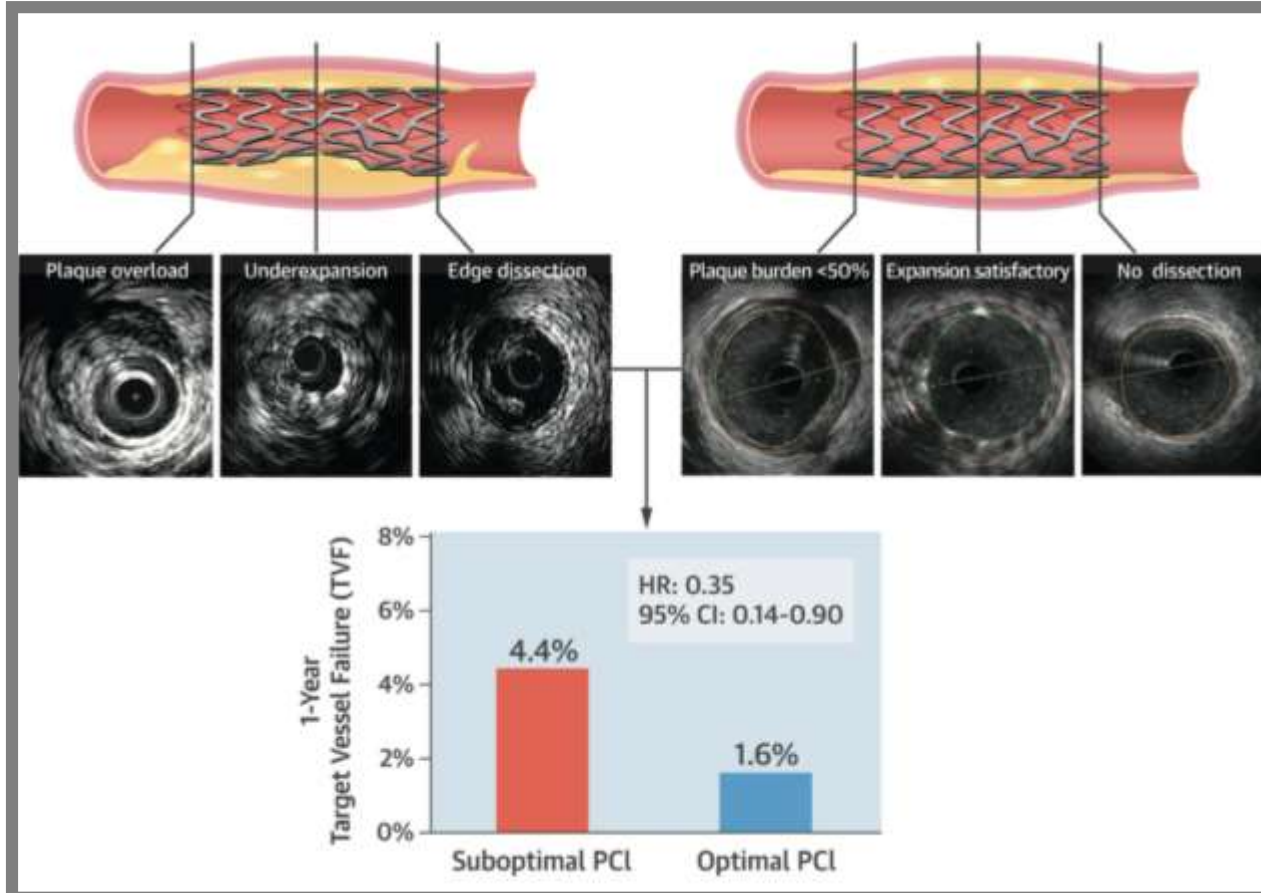 Plaque overload
Underexpansion
Edge dissection
Plaque burden <50%
Expansion satisfactory
No dissection
1-Year
Target Vessel Failure (TVF)
8%
6%
4%
2%
0%
HR: 0.35
95% CI: 0.14-0.90
4.4%
1.6%
Suboptimal PCl
Optimal PCl